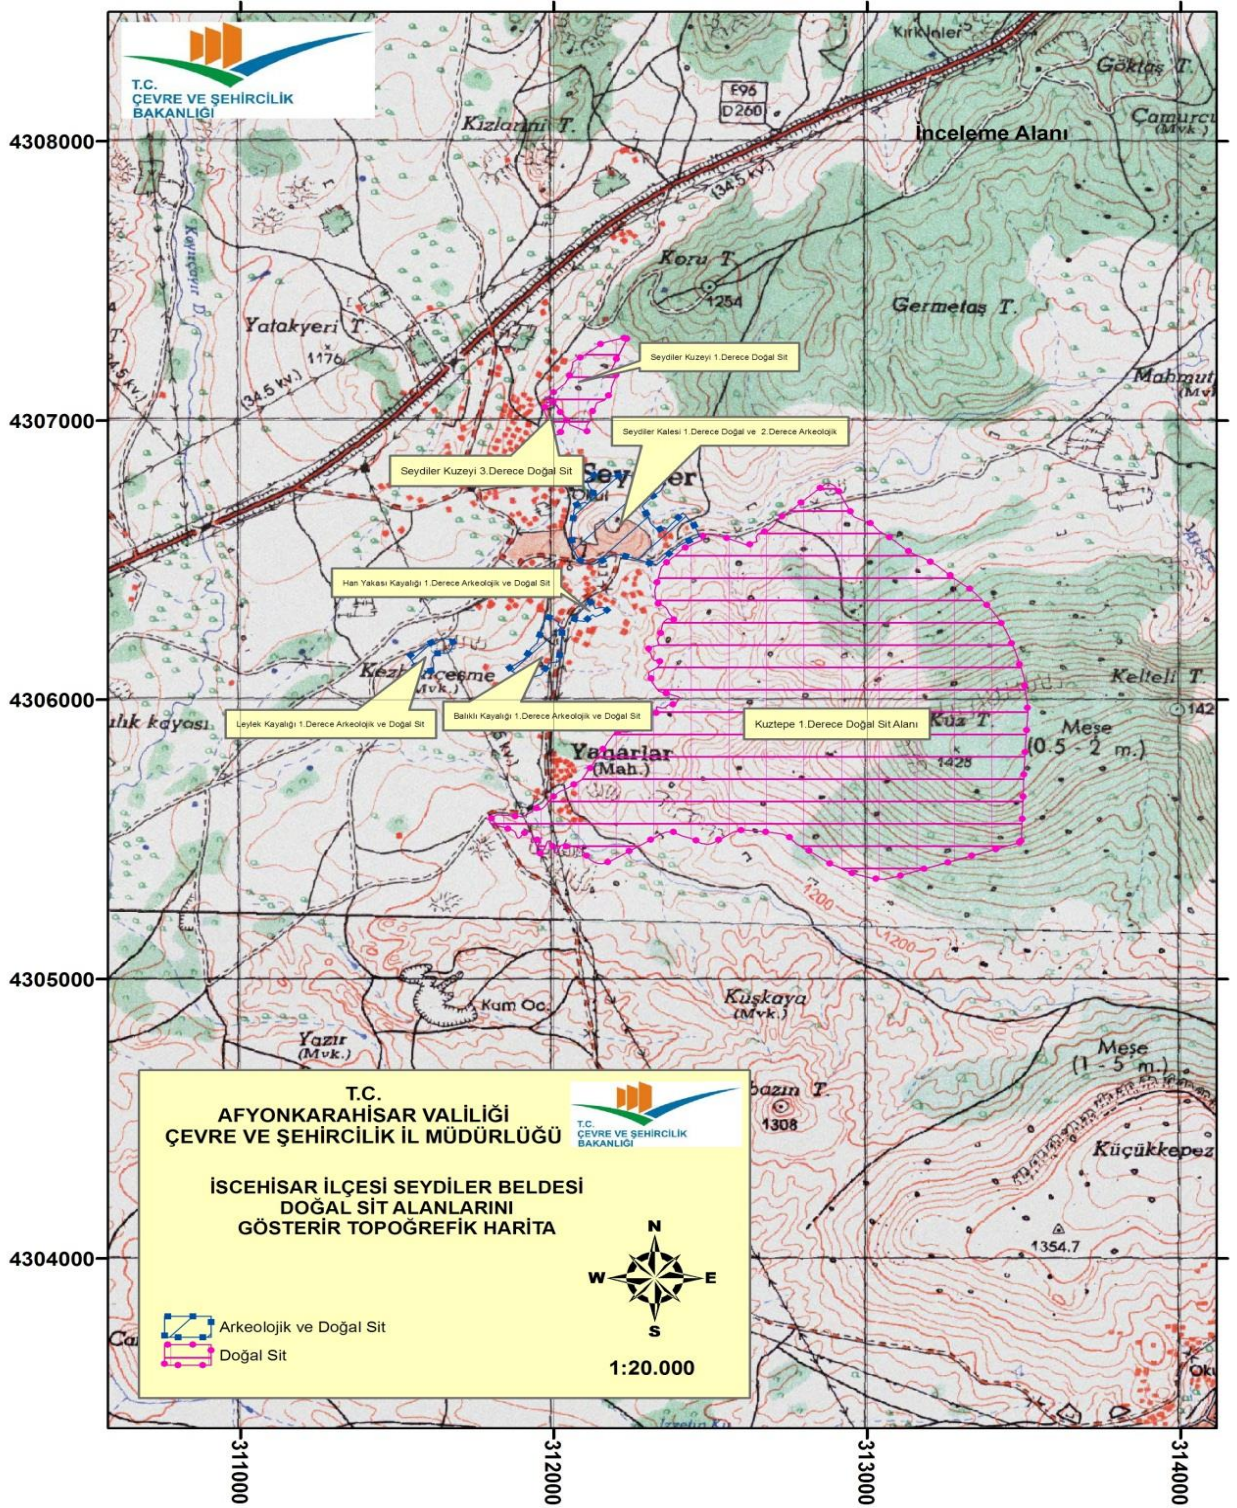 T.C.
ÇEVRE VE ŞEHİRCİLİK
BAKANLIĞI
Kırkİnler
Göktaş T.
E96
D260
Kızlarini T.
İnceleme Alanı
(Mvk.)
4308000
(34.5 kv.)
Koru T.
1254
Germetaş T.
Yatakyeri T.
1176
(34.5 kv.)
Seydiler Kuzeyi 1.Derece Doğal Sit
4307000
Seydiler Kalesi 1.Derece Doğal ve 2.Derece Arkeolojik
Seydiler Kuzeyi 3.Derece Doğal Sit
Han Yakası Kayalığı 1.Derece Arkeolojik ve Doğal Sit
Kelteli T.
4306000
Leylek Kayalığı 1.Derece Arkeolojik ve Doğal Sit
Balıklı Kayalığı 1.Derece Arkeolojik ve Doğal Sit
Kuztepe 1.Derece Doğal Sit Alanı
Kuz T.
1428
Meşe
(0.5 - 2 m.)
Yanarlar
(Mah.)
1200
1200
4305000
Kum Oc.
Kuşkaya
(Mvk.)
Yazır
(Mvk.)
Meşe
(1 - 5 m.)
1308
Küçükkepez
1354.7
T.C.
AFYONKARAHİSAR VALİLİĞİ
ÇEVRE VE ŞEHİRCİLİK İL MÜDÜRLÜĞÜ
T.C.
ÇEVRE VE ŞEHİRCİLİK
BAKANLIĞI
İSCEHİSAR İLÇESİ SEYDİLER BELDESİ
DOĞAL SİT ALANLARINI
GÖSTERİR TOPOĞREFİK HARİTA
4304000
N
W E
S
Arkeolojik ve Doğal Sit
Doğal Sit
1:20.000
311000
312000
313000
314000